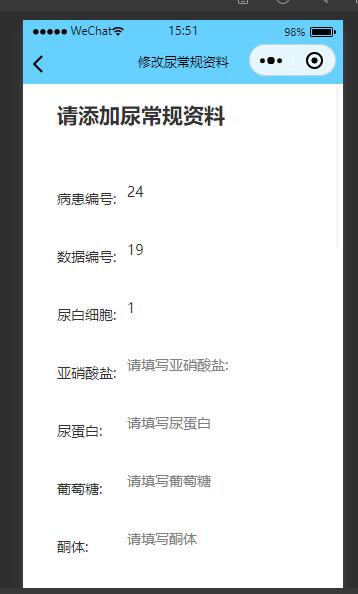 WeChat 15:51 98%
修改尿常规资料
请添加尿常规资料
病患编号: 24
数据编号: 19
尿白细胞: 1
亚硝酸盐: 请填写亚硝酸盐:
尿蛋白: 请填写尿蛋白
葡萄糖: 请填写葡萄糖
酮体: 请填写酮体